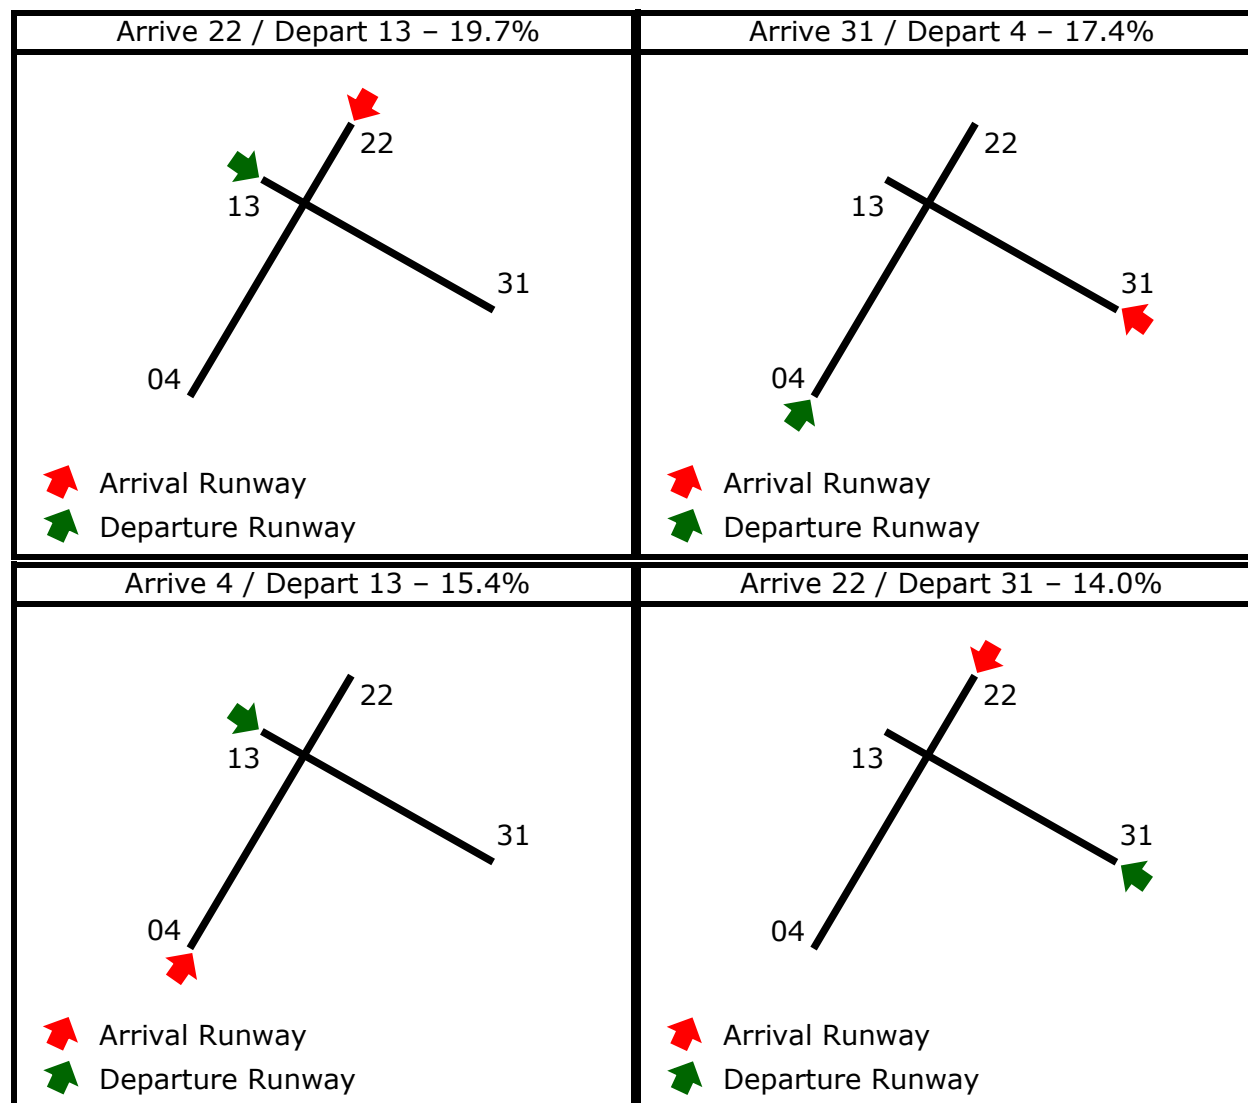 Arrive 22 / Depart 13 – 19.7%
22
13
31
04
Arrival Runway
Departure Runway
Arrive 31 / Depart 4 – 17.4%
22
13
31
04
Arrival Runway
Departure Runway
Arrive 4 / Depart 13 – 15.4%
22
13
31
04
Arrival Runway
Departure Runway
Arrive 22 / Depart 31 – 14.0%
22
13
31
04
Arrival Runway
Departure Runway